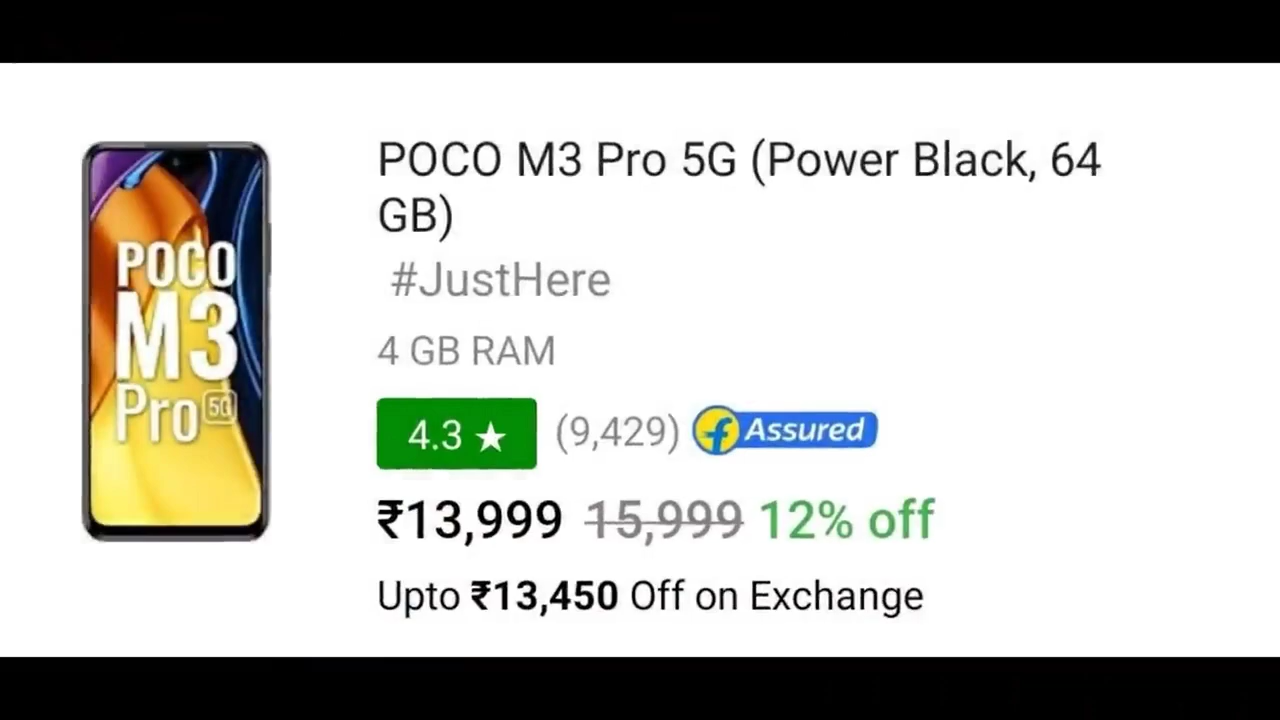 POCO M3 Pro 5G (Power Black, 64
GB)
#JustHere
4 GB RAM
4.3 ★ (9,429) f Assured
₹13,999 15,999 12% off
Upto ₹13,450 Off on Exchange
POCO
M3
Pro 5G